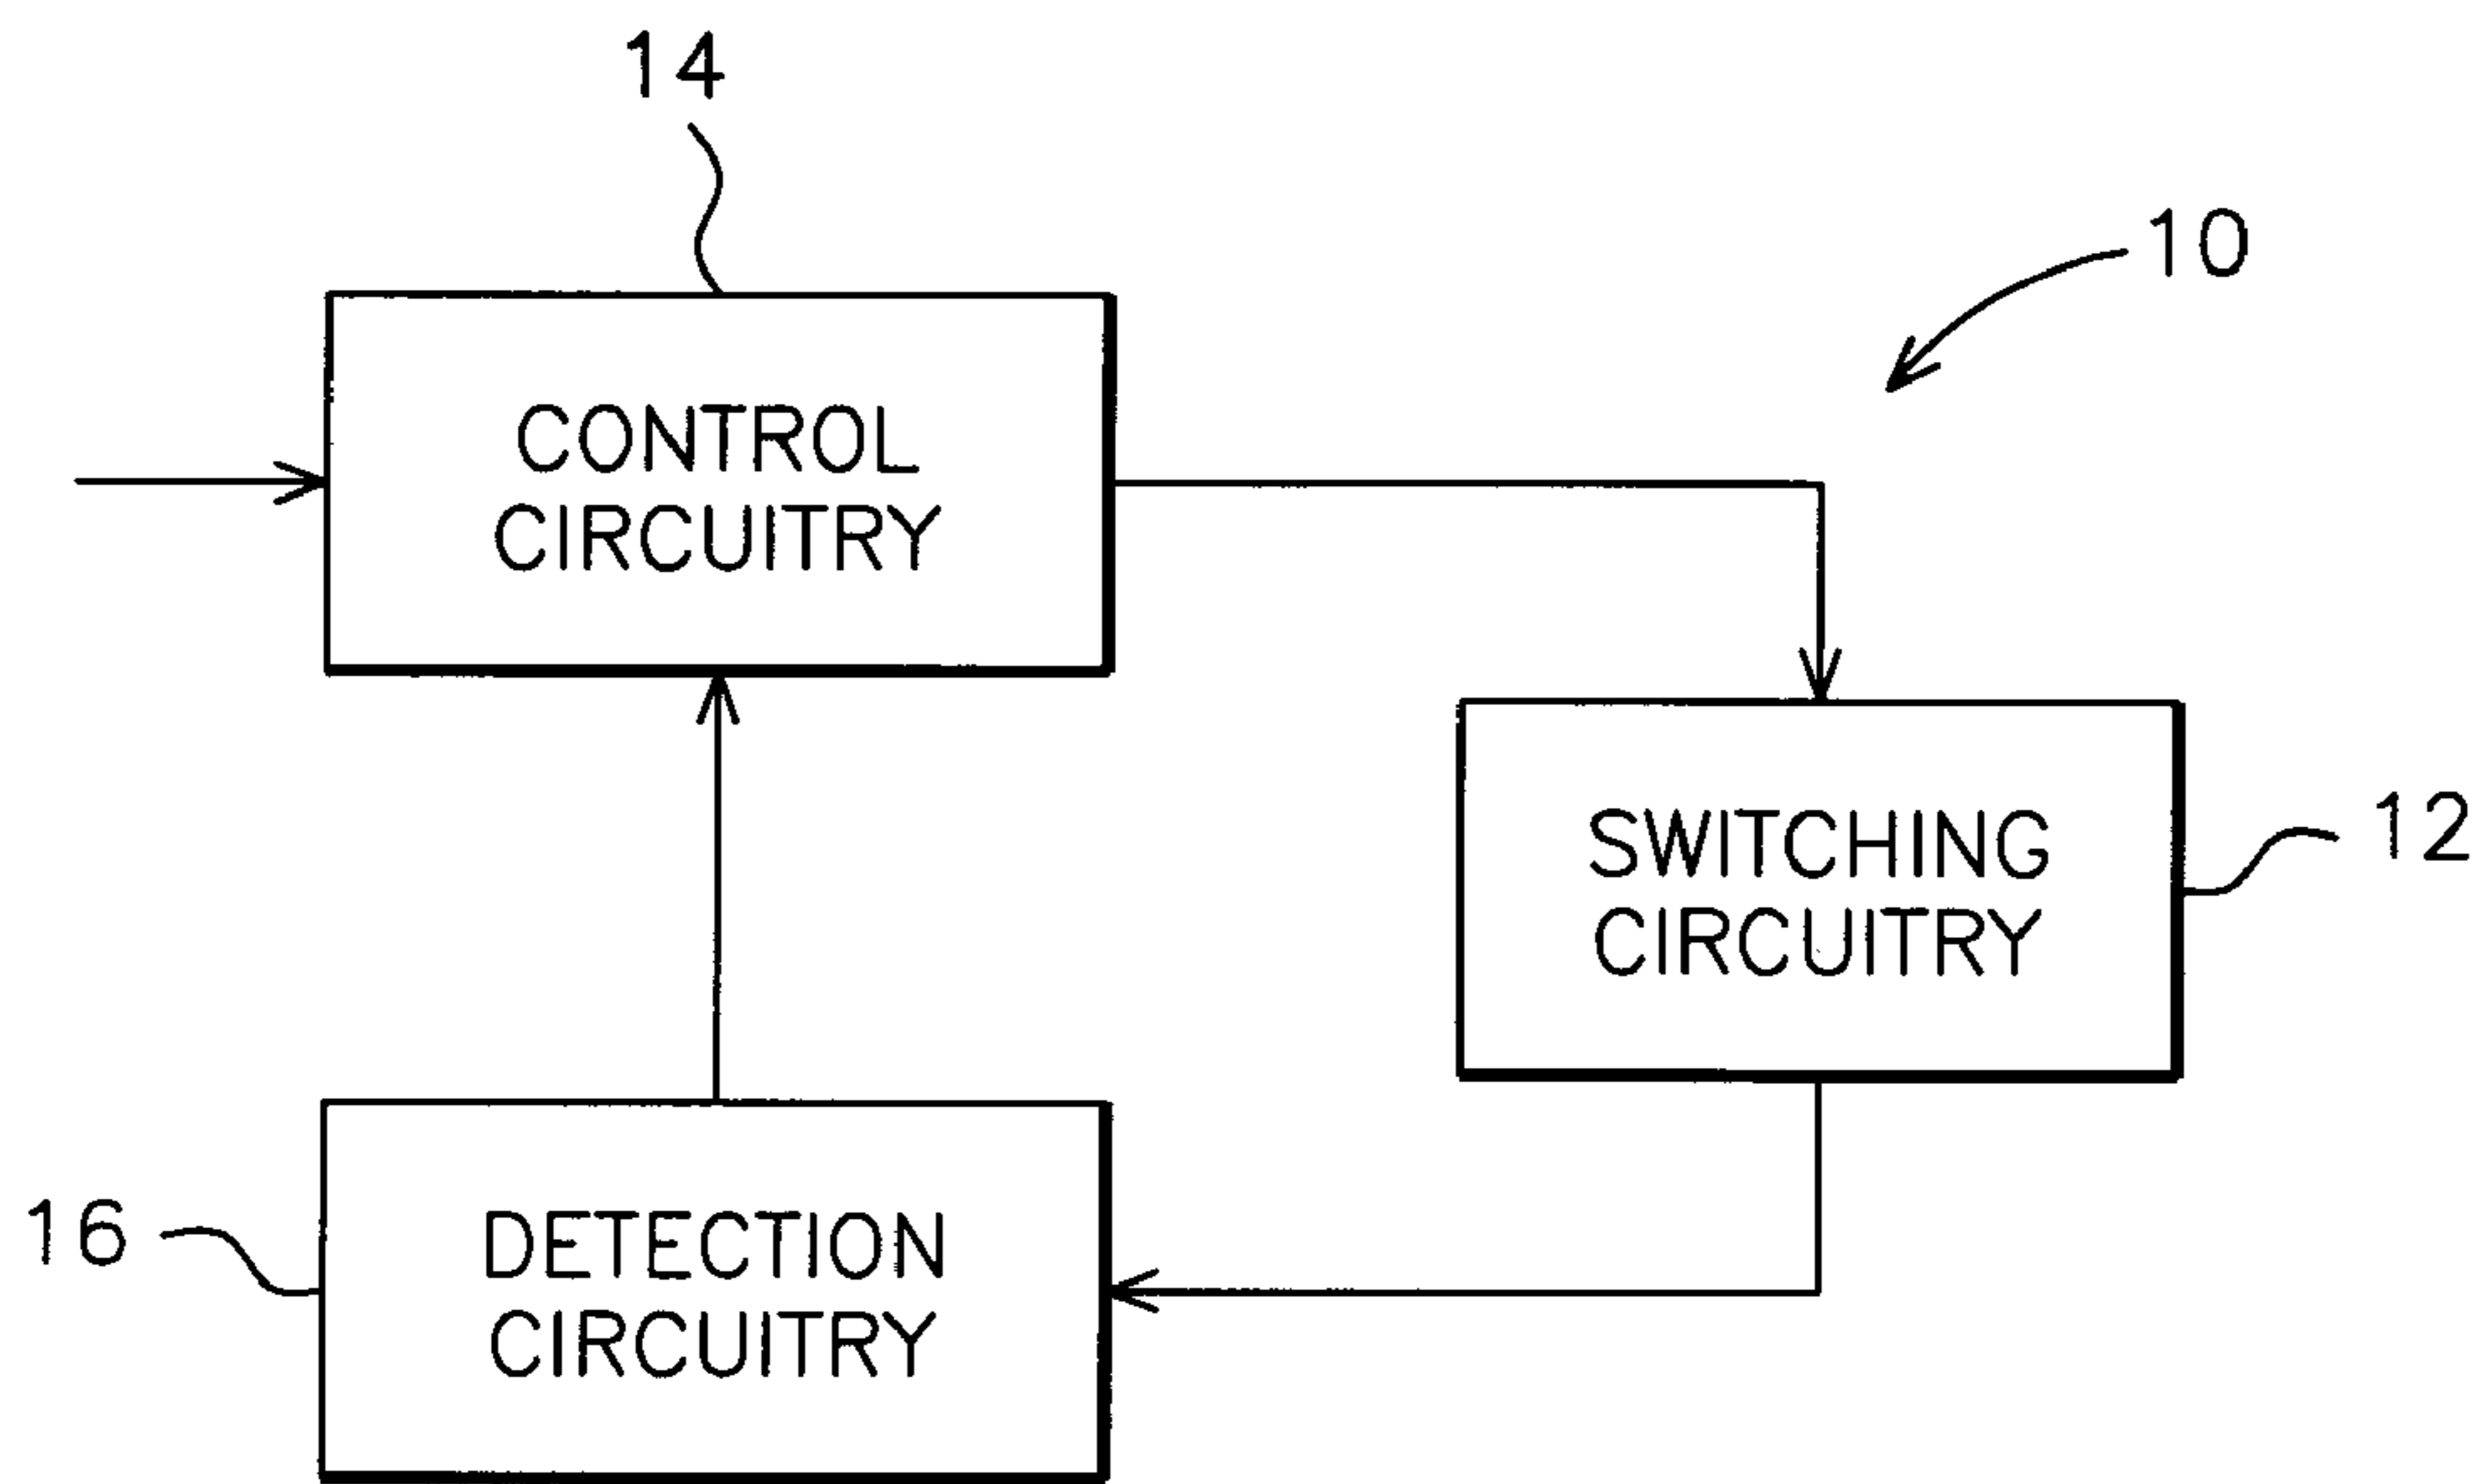 14
10
CONTROL
CIRCUITRY
SWITCHING
CIRCUITRY
12
16
DETECTION
CIRCUITRY